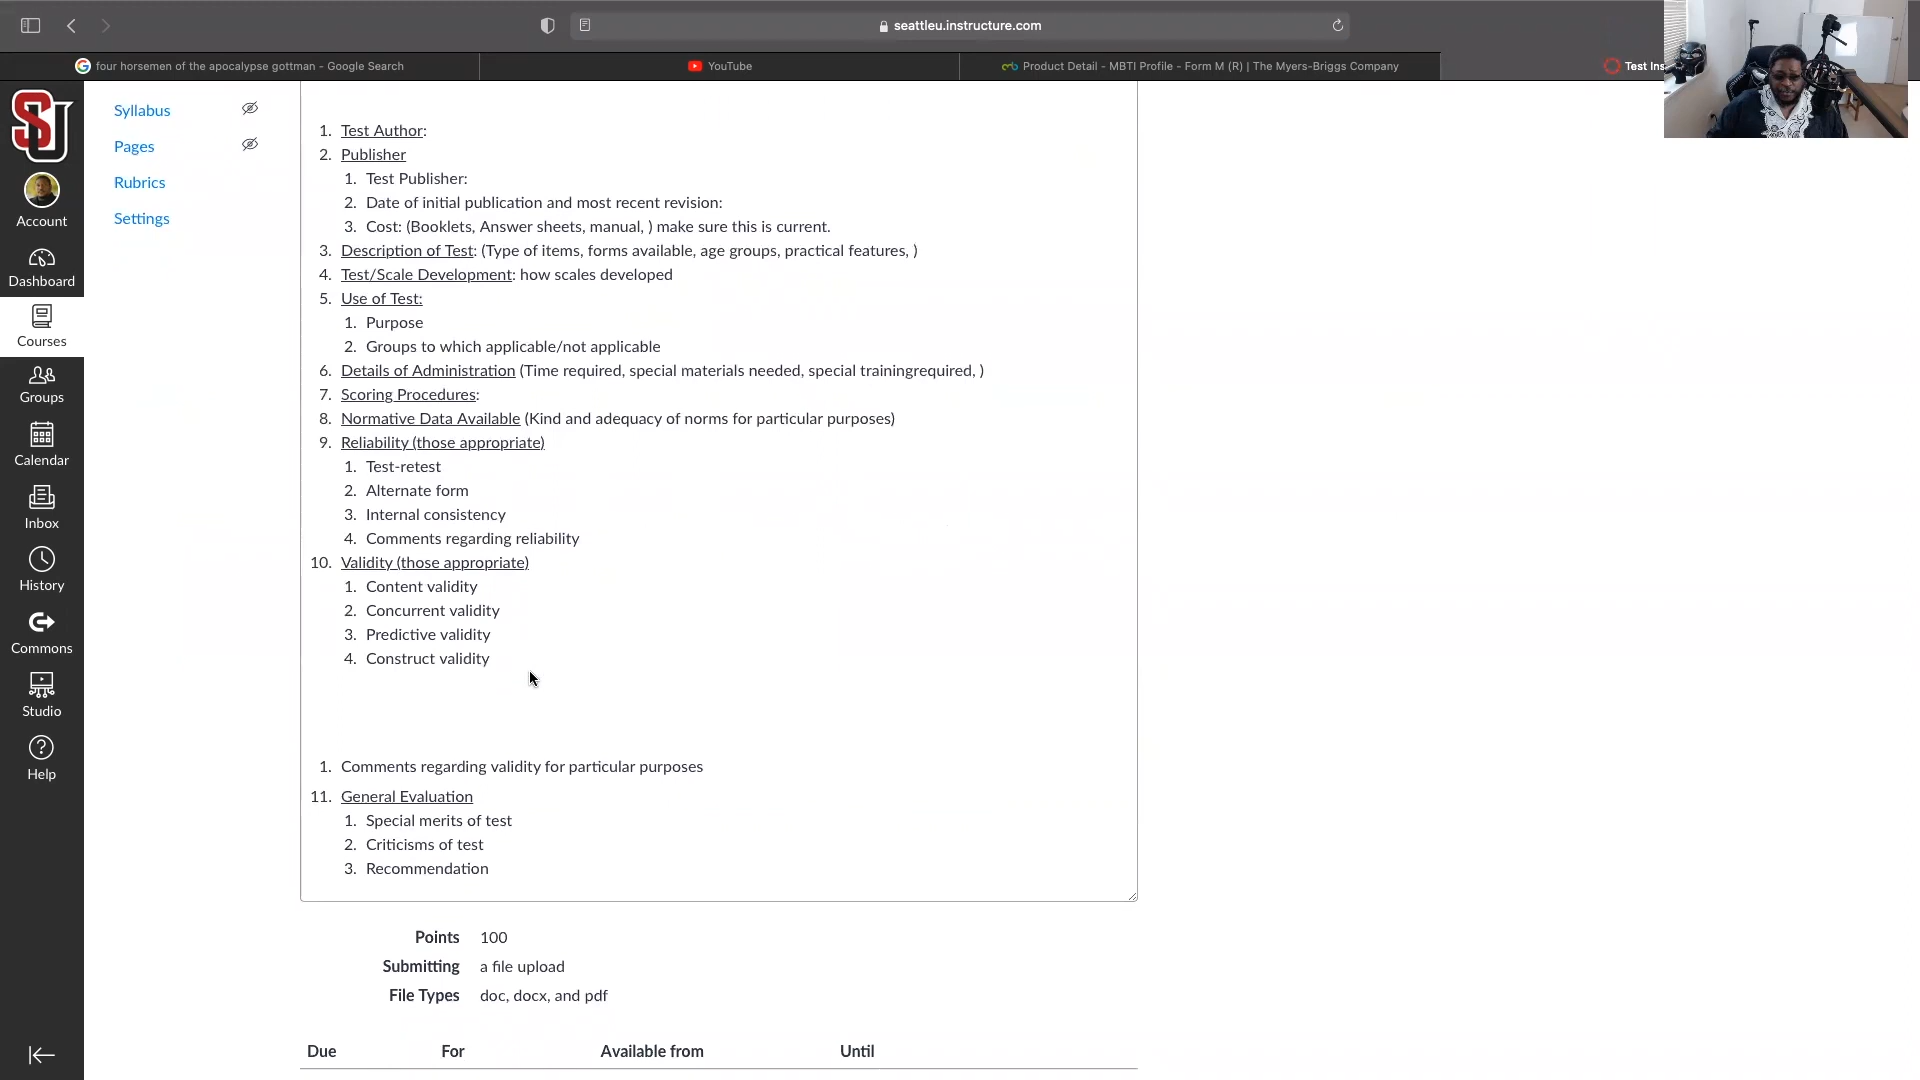 seattleu.instructure.com
four horsemen of the apocalypse gottman - Google Search
YouTube
Product Detail - MBTI Profile - Form M (R) | The Myers-Briggs Company
Test Ins
SU
Account
Dashboard
Courses
Groups
Calendar
Inbox
History
Commons
Studio
Help
Syllabus
Pages
Rubrics
Settings
1. Test Author:
2. Publisher
1. Test Publisher:
2. Date of initial publication and most recent revision:
3. Cost: (Booklets, Answer sheets, manual, ) make sure this is current.
3. Description of Test: (Type of items, forms available, age groups, practical features, )
4. Test/Scale Development: how scales developed
5. Use of Test:
1. Purpose
2. Groups to which applicable/not applicable
6. Details of Administration (Time required, special materials needed, special trainingrequired, )
7. Scoring Procedures:
8. Normative Data Available (Kind and adequacy of norms for particular purposes)
9. Reliability (those appropriate)
1. Test-retest
2. Alternate form
3. Internal consistency
4. Comments regarding reliability
10. Validity (those appropriate)
1. Content validity
2. Concurrent validity
3. Predictive validity
4. Construct validity
1. Comments regarding validity for particular purposes
11. General Evaluation
1. Special merits of test
2. Criticisms of test
3. Recommendation
Points 100
Submitting a file upload
File Types doc, docx, and pdf
Due For Available from Until